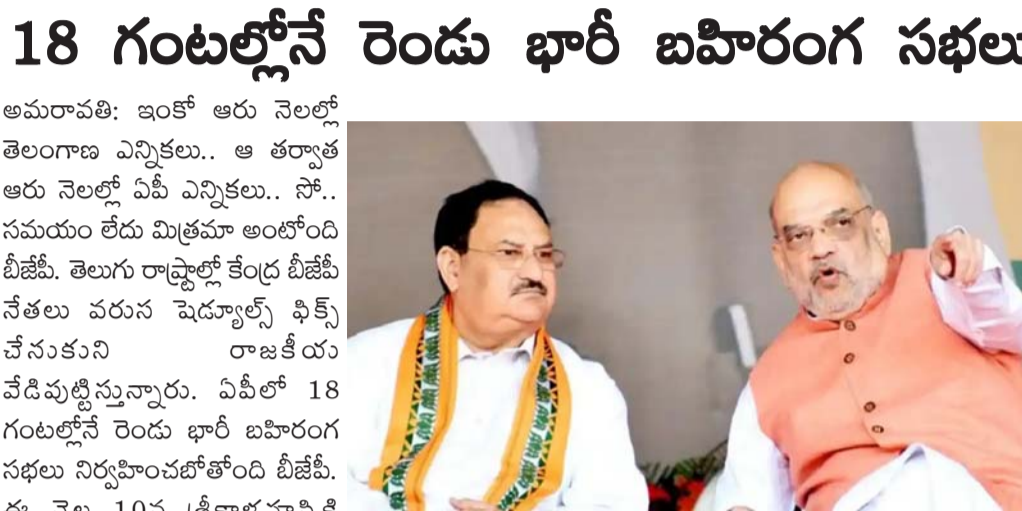 18 గంటల్లోనే రెండు భారీ బహిరంగ సభలు
అమరావతి: ఇంకో ఆరు నెలల్లో
తెలంగాణ ఎన్నికలు.. ఆ తర్వాత
ఆరు నెలల్లో ఏపీ ఎన్నికలు.. సో..
సమయం లేదు మిత్రమా అంటోంది
బీజేపీ. తెలుగు రాష్ట్రాల్లో కేంద్ర బీజేపీ
నేతలు వరుస షెడ్యూల్స్ ఫిక్స్
చేసుకుని రాజకీయ
వేడిపుట్టిస్తున్నారు. ఏపీలో 18
గంటల్లోనే రెండు భారీ బహిరంగ
సభలు నిర్వహించబోతోంది బీజేపీ.
ఈ నెల 10న